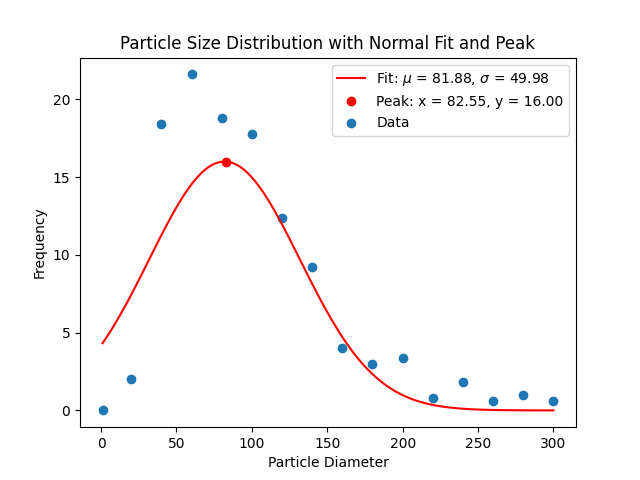 Particle Size Distribution with Normal Fit and Peak
Fit: μ = 81.88, σ = 49.98
Peak: x = 82.55, y = 16.00
Data
Frequency
20
15
10
5
0
0 50 100 150 200 250 300
Particle Diameter